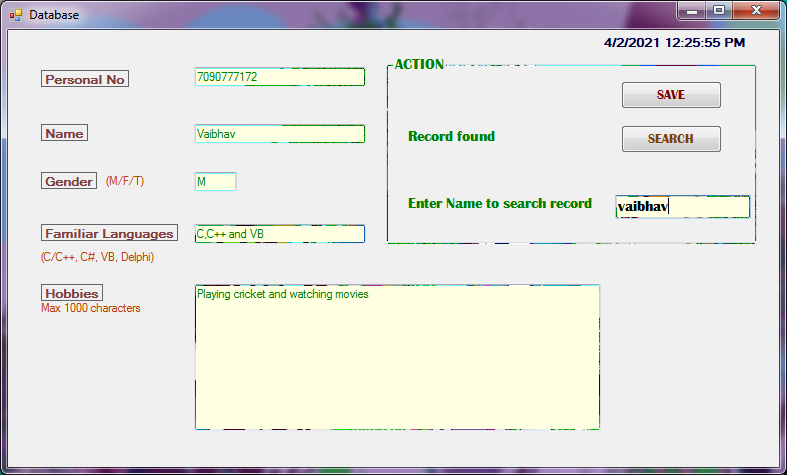 Database
4/2/2021 12:25:55 PM
Personal No
7090777172
Name
Vaibhav
Gender (M/F/T)
M
Familiar Languages
C,C++ and VB
(C/C++, C#, VB, Delphi)
Hobbies
Max 1000 characters
Playing cricket and watching movies
ACTION
SAVE
Record found
SEARCH
Enter Name to search record
vaibhav